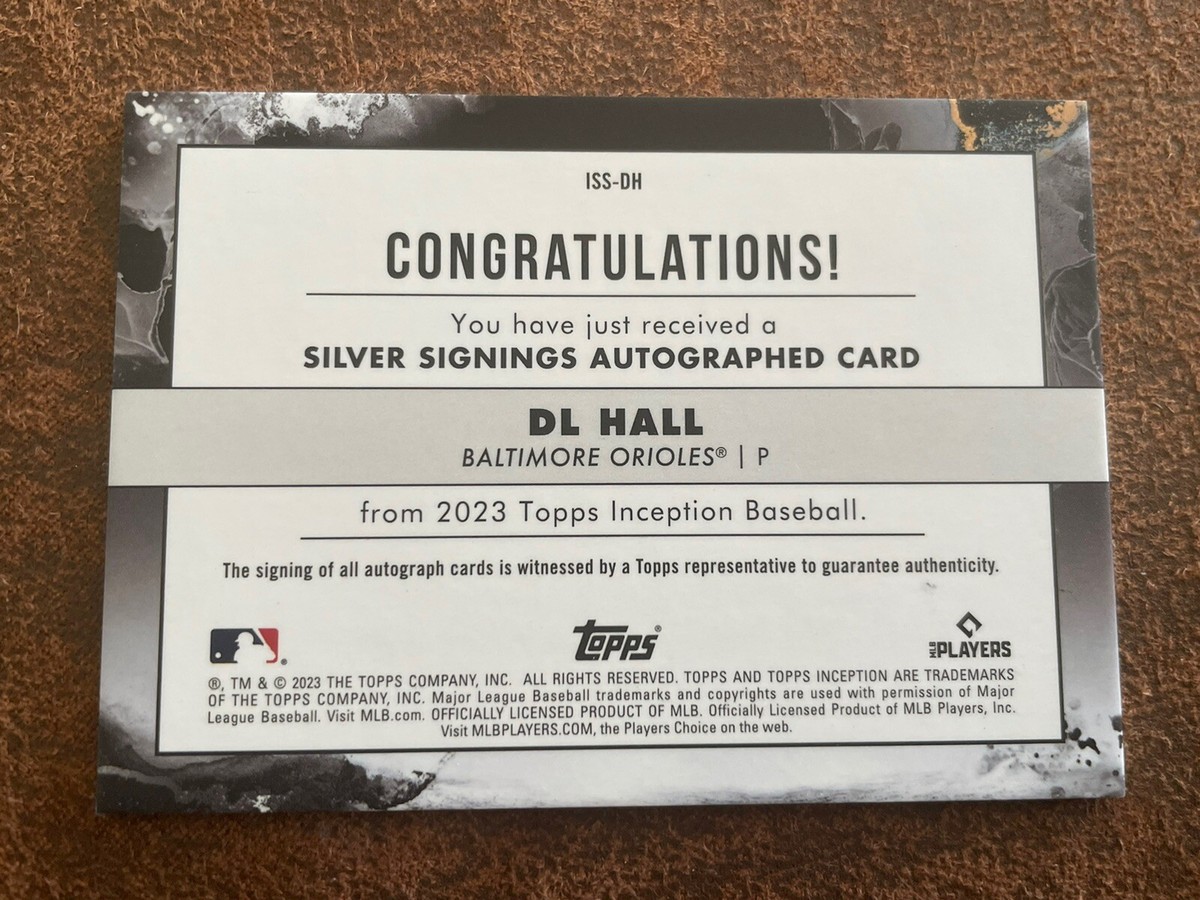 ISS-DH
CONGRATULATIONS!
You have just received a
SILVER SIGNINGS AUTOGRAPHED CARD
DL HALL
BALTIMORE ORIOLES® | P
from 2023 Topps Inception Baseball.
The signing of all autograph cards is witnessed by a Topps representative to guarantee authenticity.
®
topps®
MLB PLAYERS
®, TM & © 2023 THE TOPPS COMPANY, INC. ALL RIGHTS RESERVED. TOPPS AND TOPPS INCEPTION ARE TRADEMARKS
OF THE TOPPS COMPANY, INC. Major League Baseball trademarks and copyrights are used with permission of Major
League Baseball. Visit MLB.com. OFFICIALLY LICENSED PRODUCT OF MLB. Officially Licensed Product of MLB Players, Inc.
Visit MLBPLAYERS.COM, the Players Choice on the web.